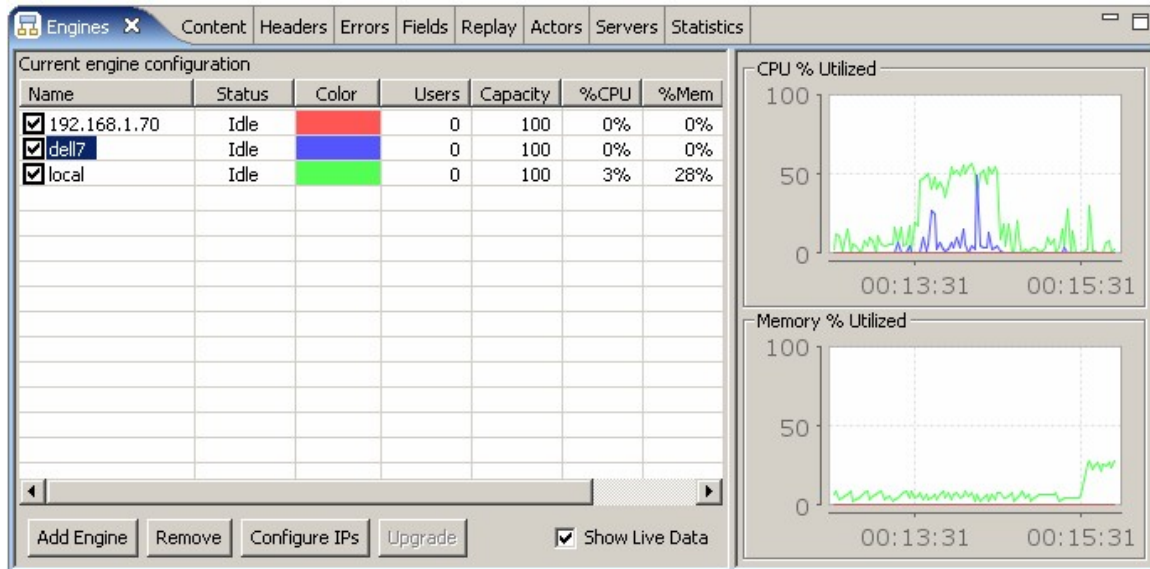 Engines Content Headers Errors Fields Replay Actors Servers Statistics
Current engine configuration
Name Status Color Users Capacity %CPU %Mem
192.168.1.70 Idle 0 100 0% 0%
dell7 Idle 0 100 0% 0%
local Idle 0 100 3% 28%
Add Engine Remove Configure IPs Upgrade Show Live Data
CPU % Utilized
100
50
0
00:13:31 00:15:31
Memory % Utilized
100
50
0
00:13:31 00:15:31